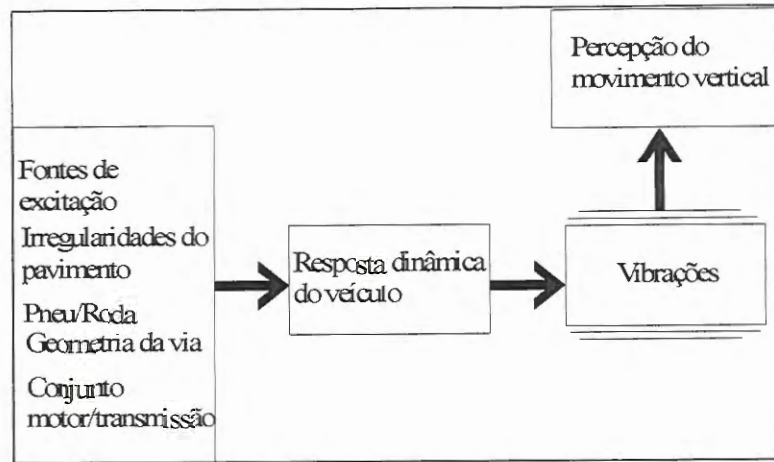 Percepção do
movimento vertical
Fontes de
excitação
Irregularidades do
pavimento
Pneu/Roda
Geometria da via
Conjunto
motor/transmissão
Resposta dinâmica
do veículo
Vibrações